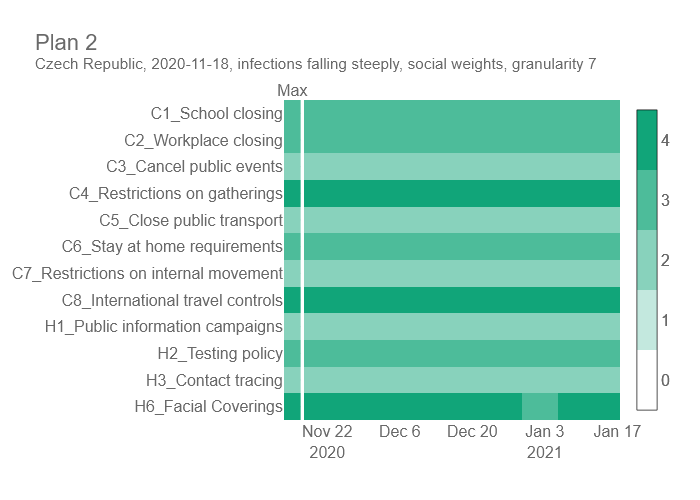 Plan 2
Czech Republic, 2020-11-18, infections falling steeply, social weights, granularity 7
Max
C1_School closing
C2_Workplace closing
C3_Cancel public events
C4_Restrictions on gatherings
C5_Close public transport
C6_Stay at home requirements
C7_Restrictions on internal movement
C8_International travel controls
H1_Public information campaigns
H2_Testing policy
H3_Contact tracing
H6_Facial Coverings
Nov 22 Dec 6 Dec 20 Jan 3 Jan 17
2020 2021
4
3
2
1
0